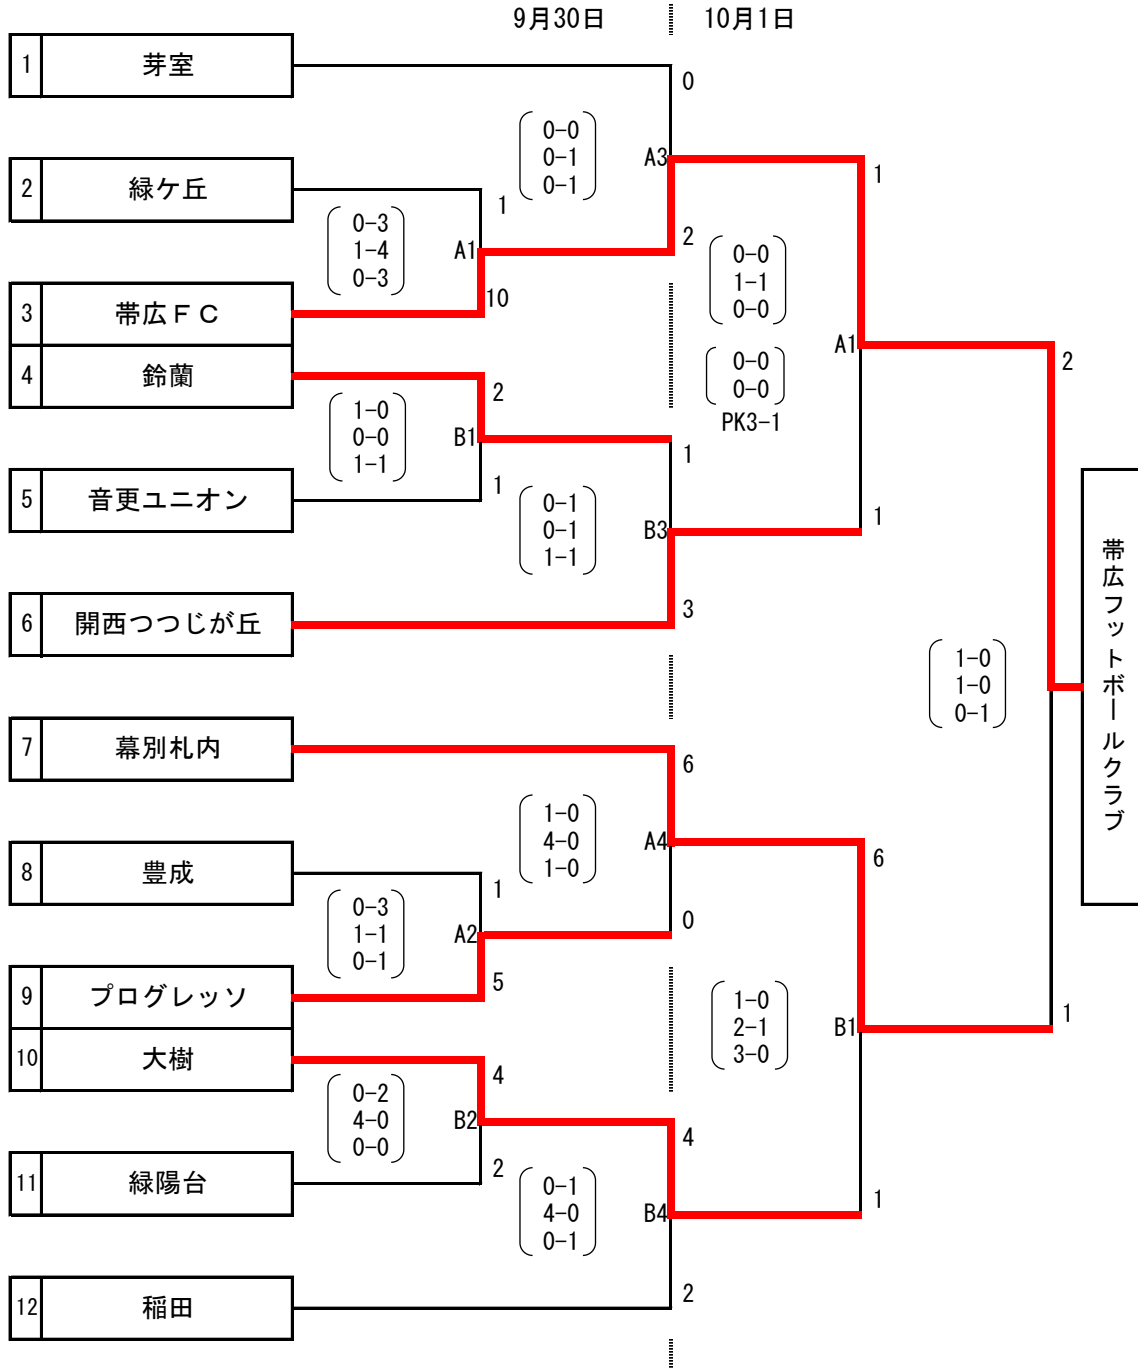 9月30日
10月1日
1 芽室
0
0-0
0-1
0-1
A3
1
2 緑ケ丘
1
0-3
1-4
0-3
A1
2
10
3 帯広ＦＣ
0-0
1-1
0-0
A1
0-0
0-0
PK3-1
2
4 鈴蘭
2
1-0
0-0
1-1
B1
1
5 音更ユニオン
1
0-1
0-1
1-1
B3
1
3
6 開西つつじが丘
1-0
1-0
0-1
帯広フットボールクラブ
7 幕別札内
6
1-0
4-0
1-0
A4
6
8 豊成
1
0-3
1-1
0-1
A2
0
5
9 プログレッソ
1-0
2-1
3-0
B1
1
10 大樹
4
0-2
4-0
0-0
B2
4
11 緑陽台
2
0-1
4-0
0-1
B4
1
2
12 稲田